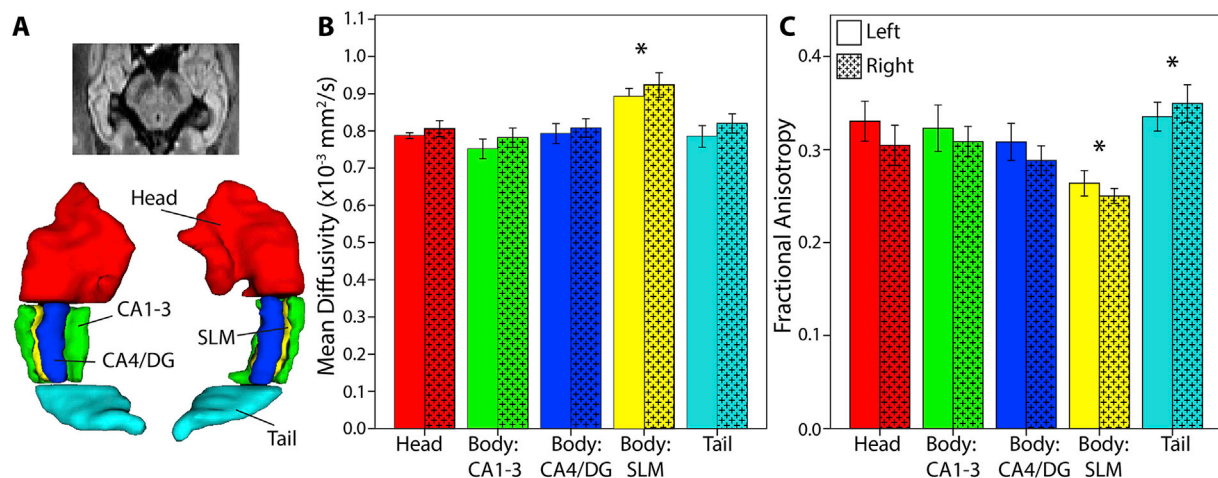 A
Head
CA1-3
SLM
CA4/DG
Tail
B
Mean Diffusivity (x10⁻³ mm²/s)
1.1
1.0
0.9
0.8
0.7
0.6
0.5
0.4
0.3
0.2
0.1
0.0
*
Head
Body:
CA1-3
Body:
CA4/DG
Body:
SLM
Tail
C
Fractional Anisotropy
0.4
0.3
0.2
0.1
0.0
Left
Right
*
*
Head
Body:
CA1-3
Body:
CA4/DG
Body:
SLM
Tail